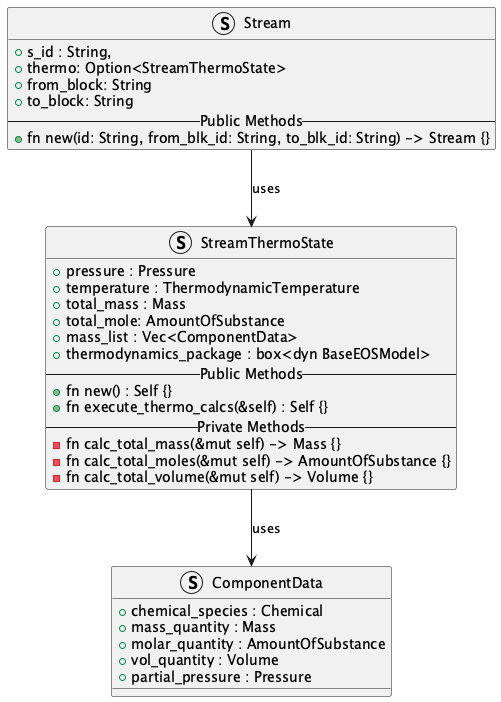 S Stream
s_id : String,
thermo: Option<StreamThermoState>
from_block: String
to_block: String
Public Methods
fn new(id: String, from_blk_id: String, to_blk_id: String) -> Stream {}
uses
S StreamThermoState
pressure : Pressure
temperature : ThermodynamicTemperature
total_mass : Mass
total_mole: AmountOfSubstance
mass_list : Vec<ComponentData>
thermodynamics_package : box<dyn BaseEOSModel>
Public Methods
fn new() : Self {}
fn execute_thermo_calcs(&self) : Self {}
Private Methods
fn calc_total_mass(&mut self) -> Mass {}
fn calc_total_moles(&mut self) -> AmountOfSubstance {}
fn calc_total_volume(&mut self) -> Volume {}
uses
S ComponentData
chemical_species : Chemical
mass_quantity : Mass
molar_quantity : AmountOfSubstance
vol_quantity : Volume
partial_pressure : Pressure